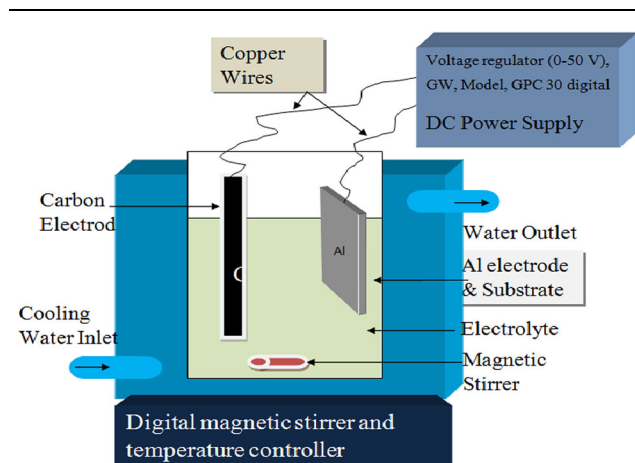 Copper
Wires
Voltage regulator (0-50 V),
GW, Model, GPC 30 digital
DC Power Supply
Carbon
Electrod
Al
C
Water Outlet
Al electrode
& Substrate
Cooling
Water Inlet
Electrolyte
Magnetic
Stirrer
Digital magnetic stirrer and
temperature controller